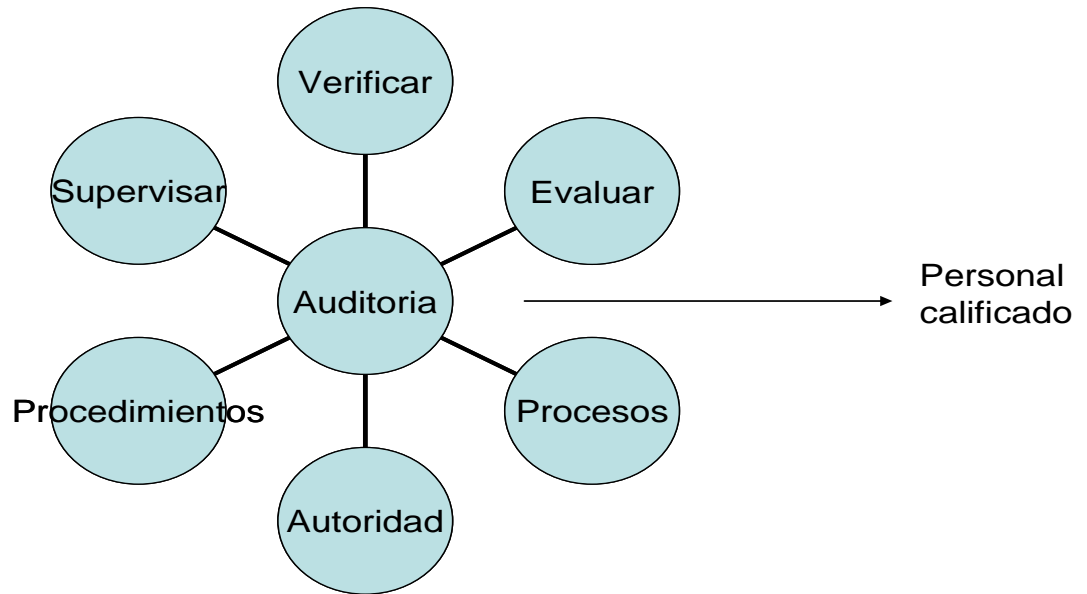 Verificar
Supervisar
Evaluar
Auditoria
Personal
calificado
Procedimientos
Procesos
Autoridad